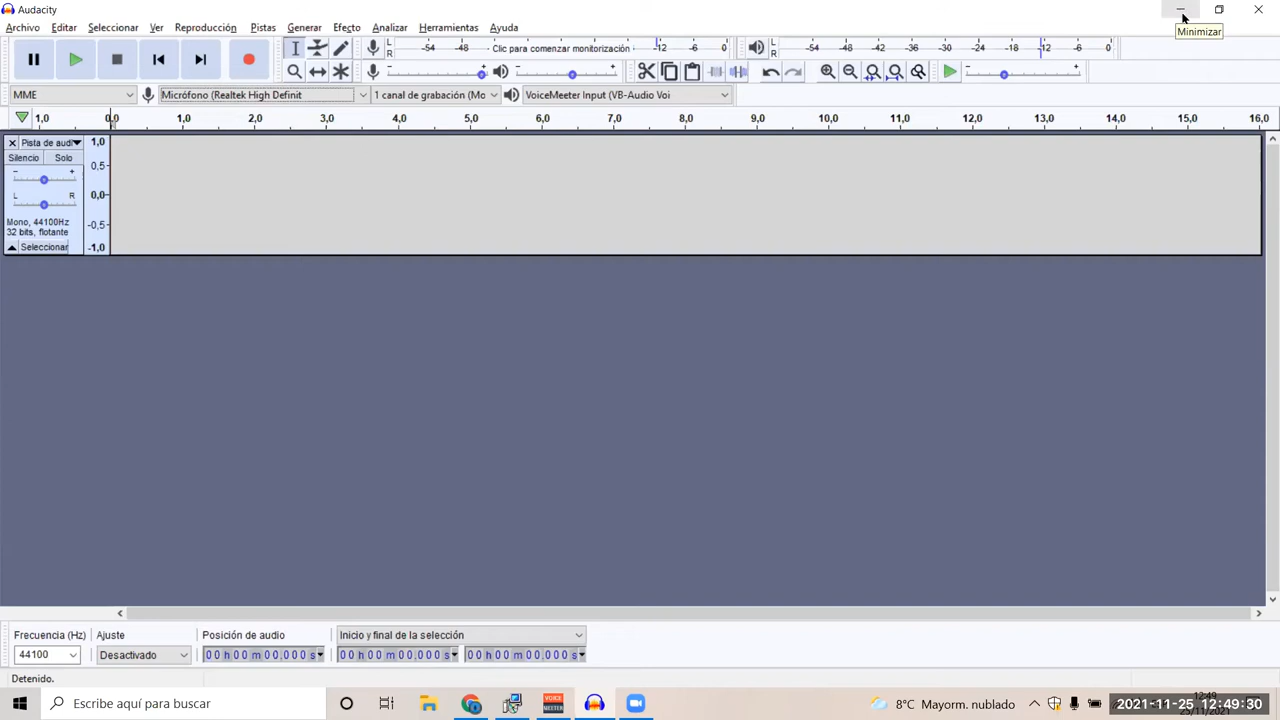 Audacity
Minimizar
Archivo Editar Seleccionar Ver Reproducción Pistas Generar Efecto Analizar Herramientas Ayuda
L R -54 -48 Clic para comenzar monitorización -12 -6 0 L R -54 -48 -42 -36 -30 -24 -18 -12 -6 0
- + - + - +
MME Micrófono (Realtek High Definit 1 canal de grabación (Mo VoiceMeeter Input (VB-Audio Voi
1,0 0,0 1,0 2,0 3,0 4,0 5,0 6,0 7,0 8,0 9,0 10,0 11,0 12,0 13,0 14,0 15,0 16,0
Pista de audi
Silencio Solo
- +
L R
Mono, 44100Hz
32 bits, flotante
Seleccionar
1,0
0,5
0,0
-0,5
-1,0
Frecuencia (Hz) Ajuste Posición de audio Inicio y final de la selección
44100 Desactivado 00 h 00 m 00,000 s 00 h 00 m 00,000 s 00 h 00 m 00,000 s
Detenido.
Escribe aquí para buscar
VOICE MEETER
8°C Mayorm. nublado
12:49
25/11/2021
2021-11-25 12:49:30